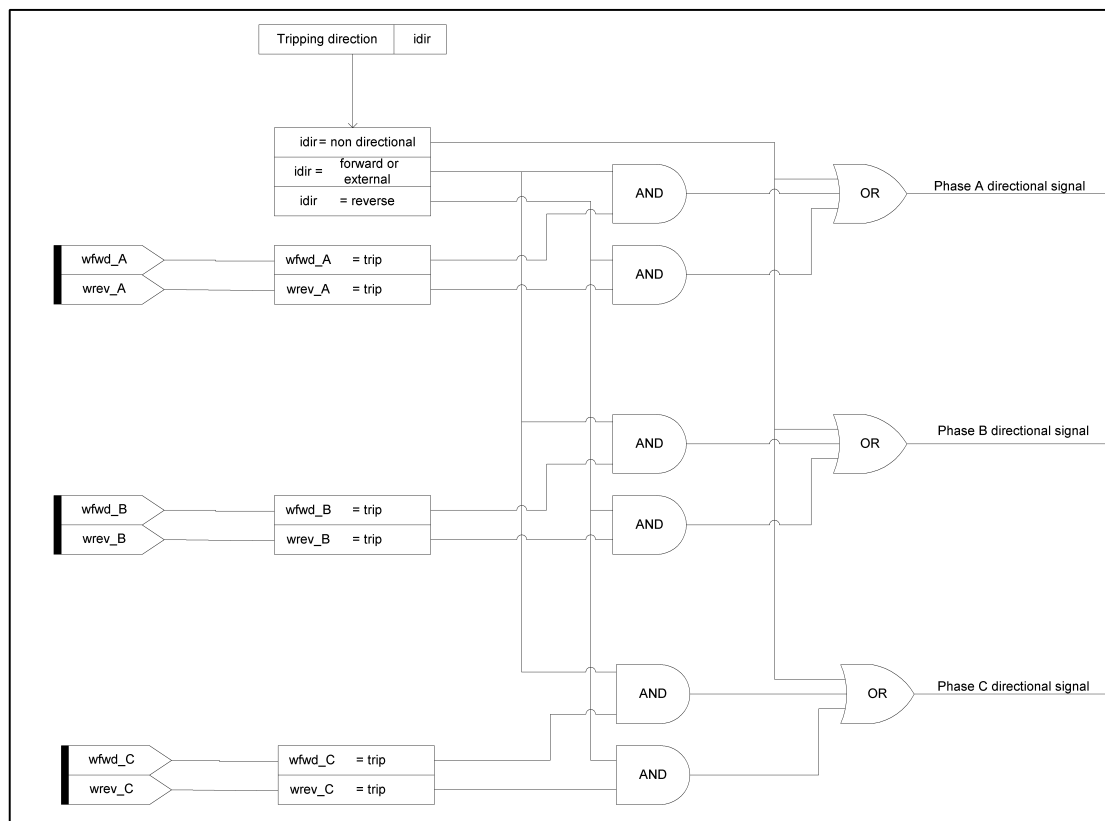 Tripping direction idir
idir = non directional
idir = forward or
external
idir = reverse
AND
OR
Phase A directional signal
wfwd_A
wfwd_A = trip
AND
wrev_A
wrev_A = trip
AND
OR
Phase B directional signal
wfwd_B
wfwd_B = trip
AND
wrev_B
wrev_B = trip
AND
OR
Phase C directional signal
wfwd_C
wfwd_C = trip
AND
wrev_C
wrev_C = trip